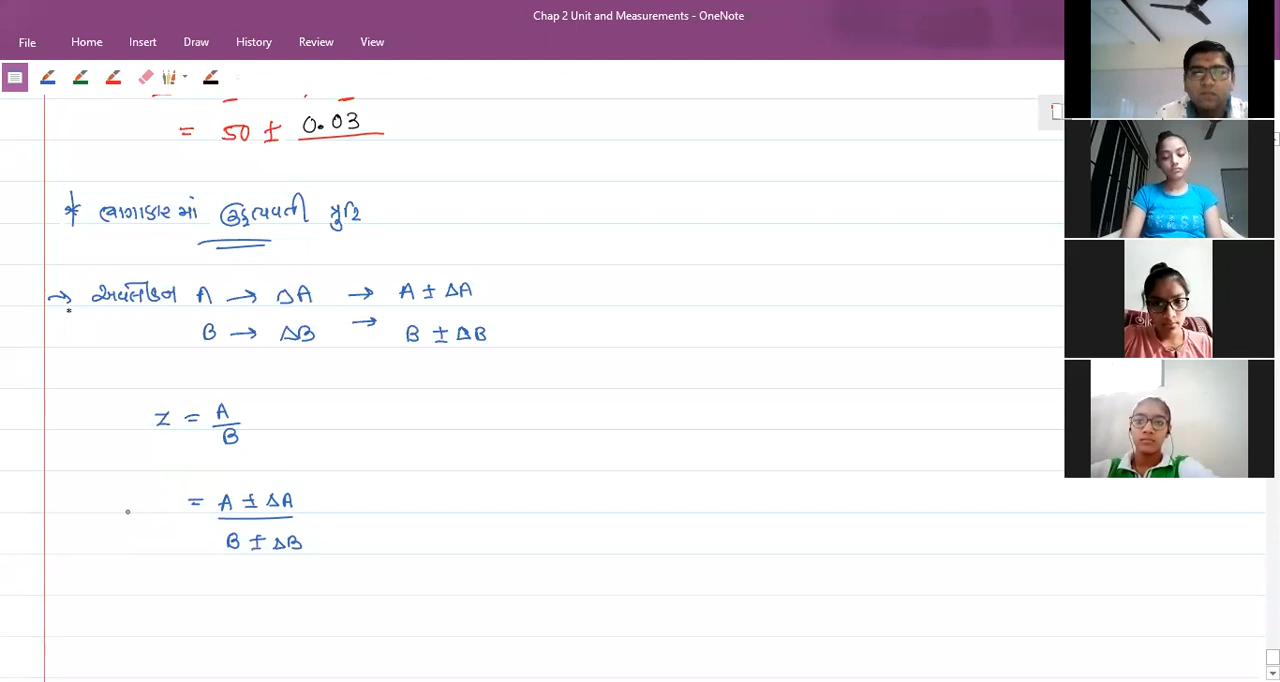 Chap 2 Unit and Measurements - OneNote
File Home Insert Draw History Review View
= 50 ± 0.03
* ભાગાકાર માં ઉદ્ભવતી ત્રુટિ
→ અવલોકન A → ΔA → A ± ΔA
B → ΔB → B ± ΔB
Z = A / B
= A ± ΔA / B ± ΔB